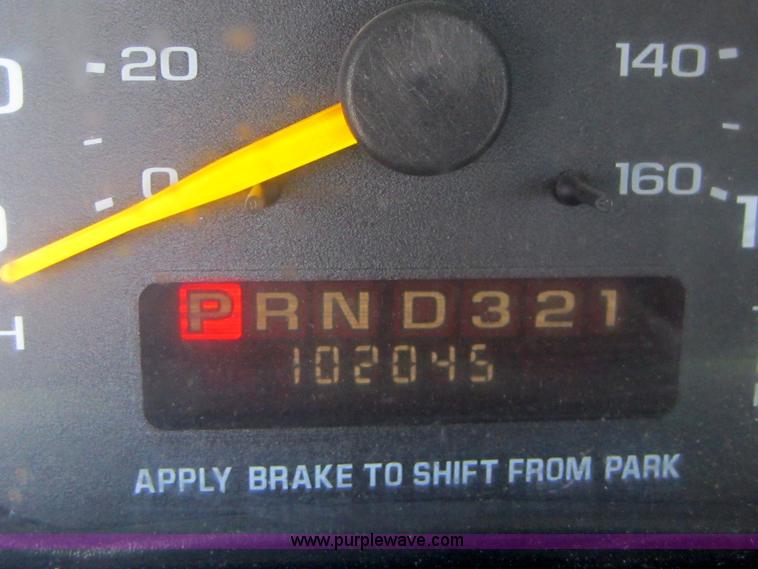 20 140
0 160
PRND321
102045
APPLY BRAKE TO SHIFT FROM PARK
www.purplewave.com